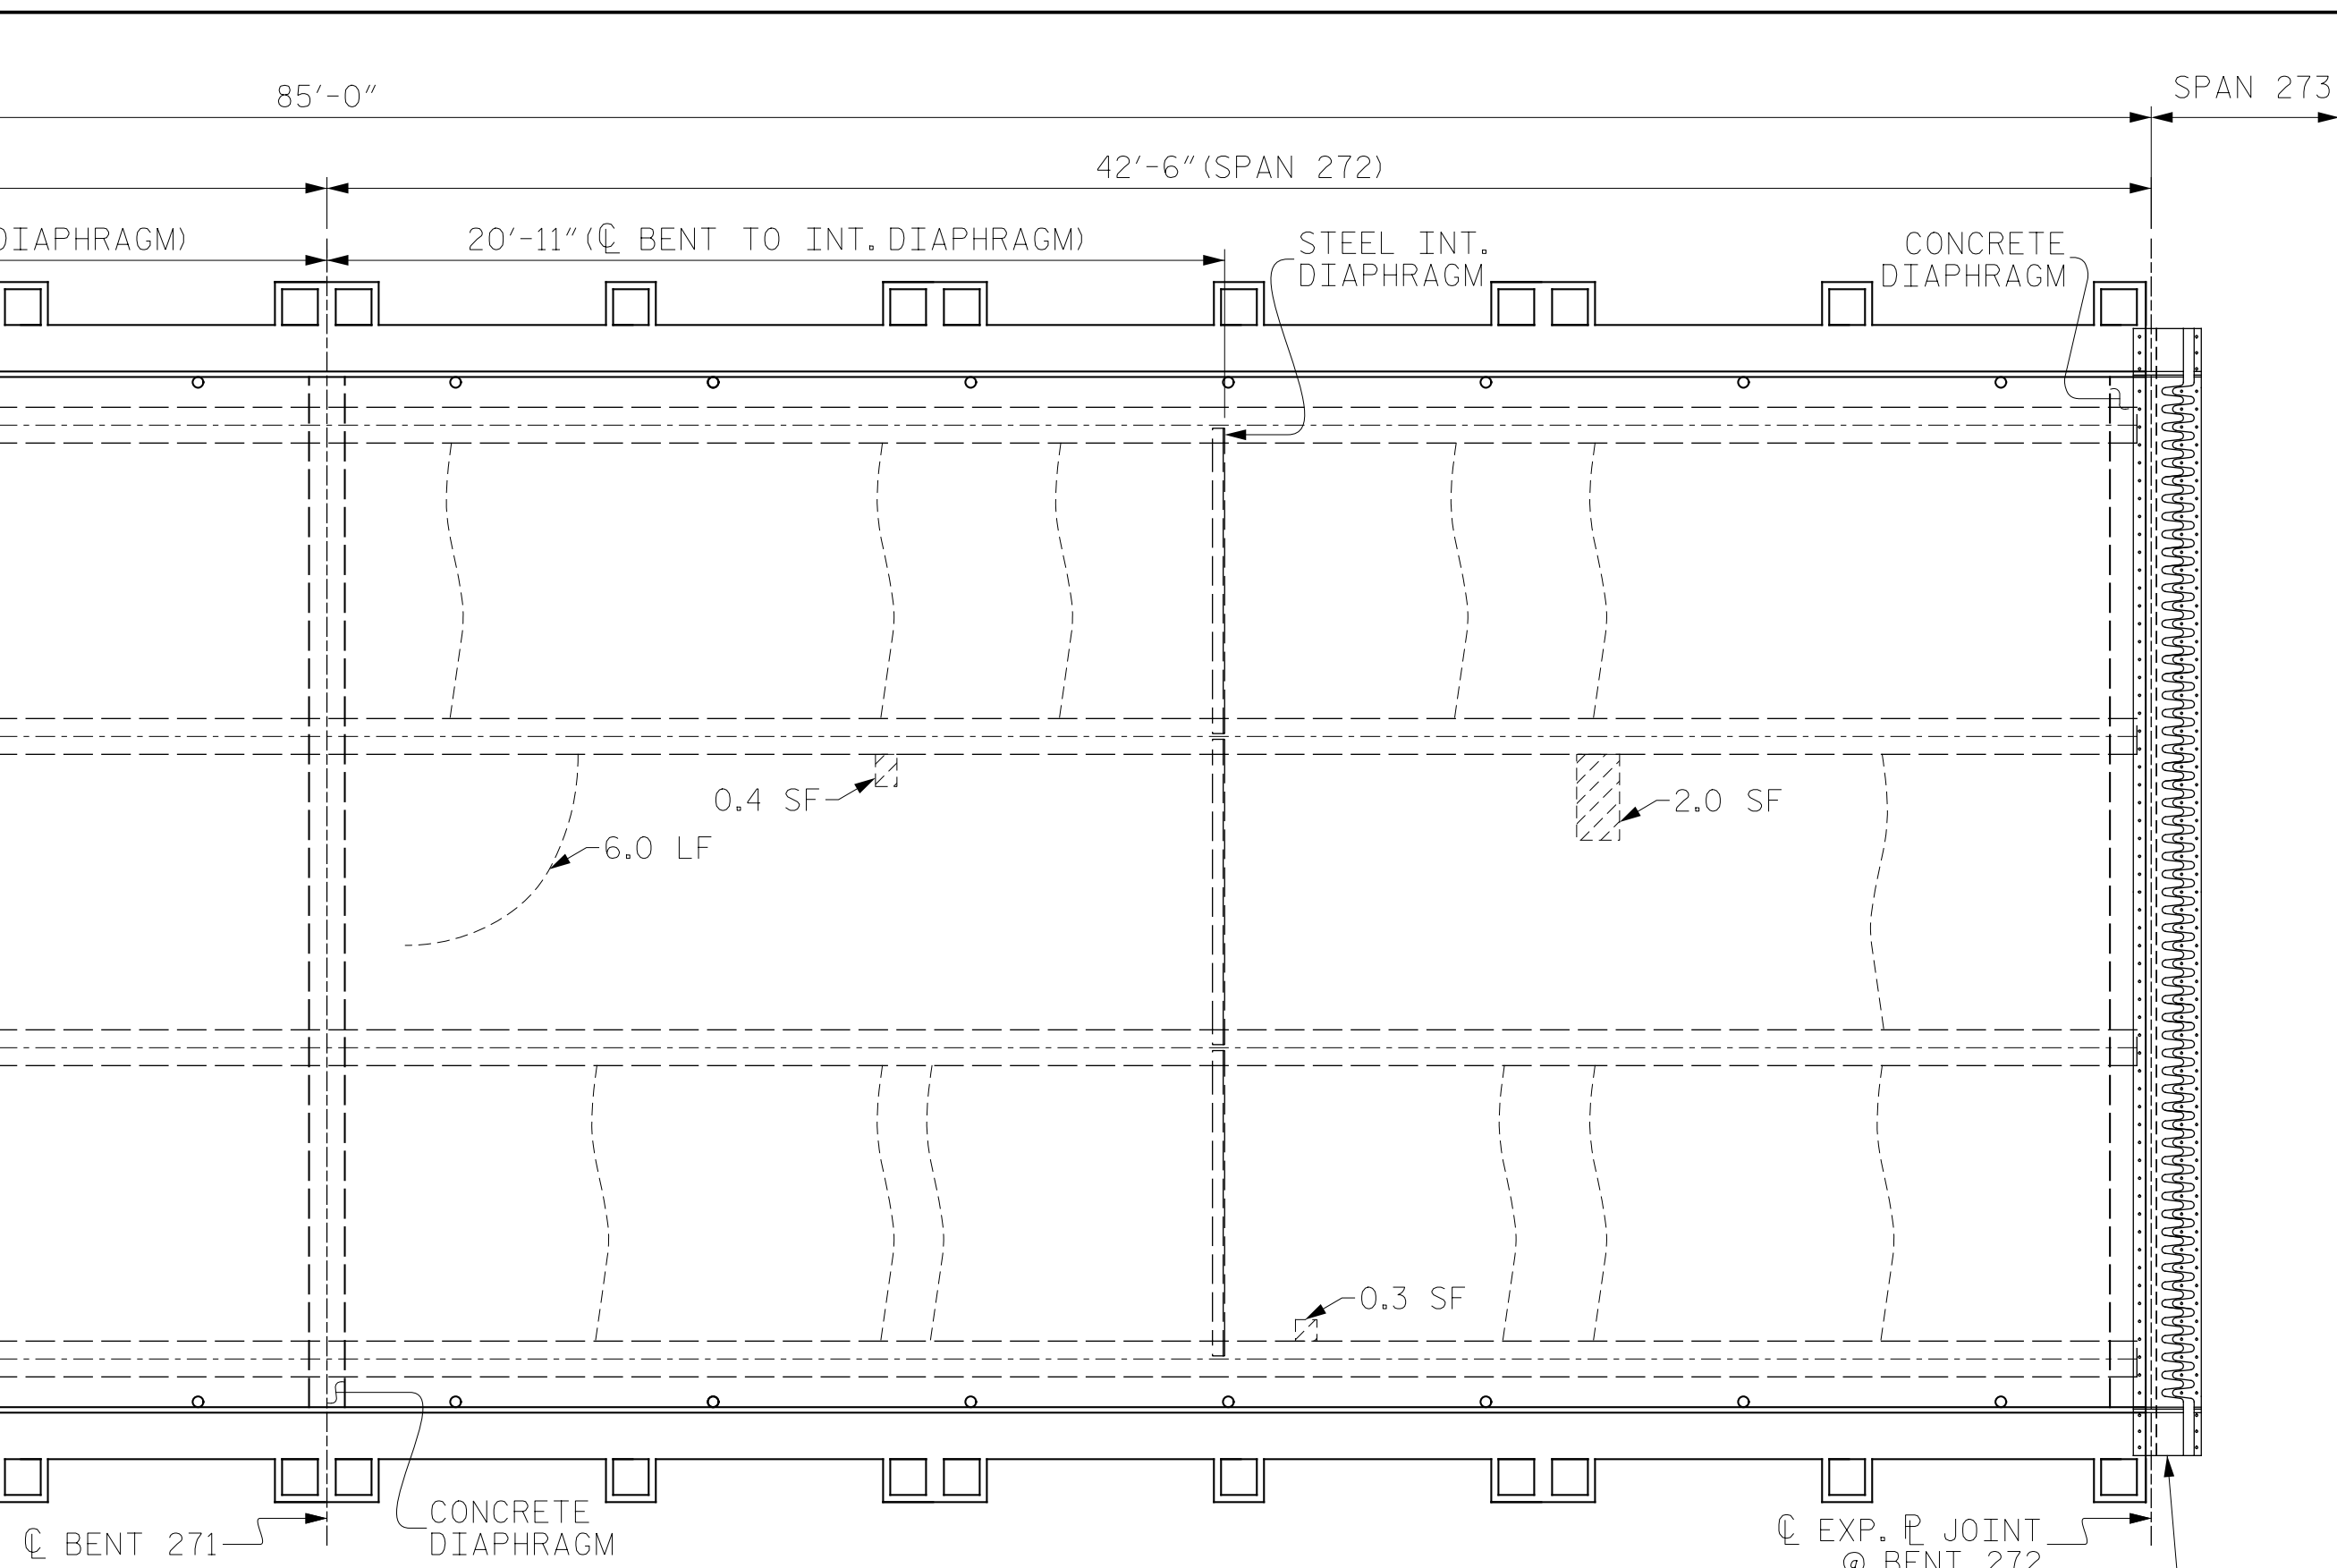 85'-0"
SPAN 273
42'-6"(SPAN 272)
DIAPHRAGM)
20'-11"(℄ BENT TO INT. DIAPHRAGM)
STEEL INT.
DIAPHRAGM
CONCRETE
DIAPHRAGM
0.4 SF
2.0 SF
6.0 LF
0.3 SF
CONCRETE
DIAPHRAGM
℄ BENT 271
℄ EXP. ⅊ JOINT
@ BENT 272